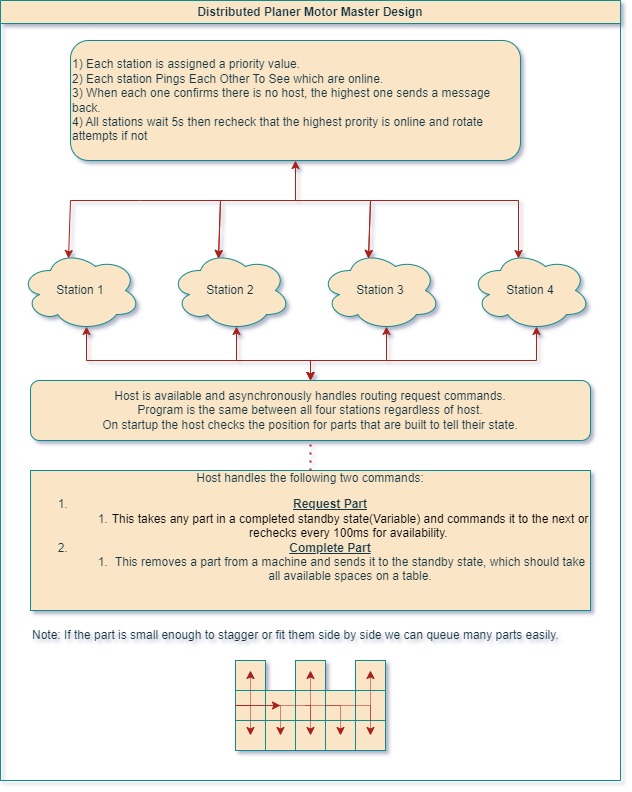 Distributed Planer Motor Master Design
1) Each station is assigned a priority value.
2) Each station Pings Each Other To See which are online.
3) When each one confirms there is no host, the highest one sends a message
back.
4) All stations wait 5s then recheck that the highest prority is online and rotate
attempts if not
Station 1
Station 2
Station 3
Station 4
Host is available and asynchronously handles routing request commands.
Program is the same between all four stations regardless of host.
On startup the host checks the position for parts that are built to tell their state.
Host handles the following two commands:
1. Request Part
1. This takes any part in a completed standby state(Variable) and commands it to the next or
rechecks every 100ms for availability.
2. Complete Part
1. This removes a part from a machine and sends it to the standby state, which should take
all available spaces on a table.
Note: If the part is small enough to stagger or fit them side by side we can queue many parts easily.